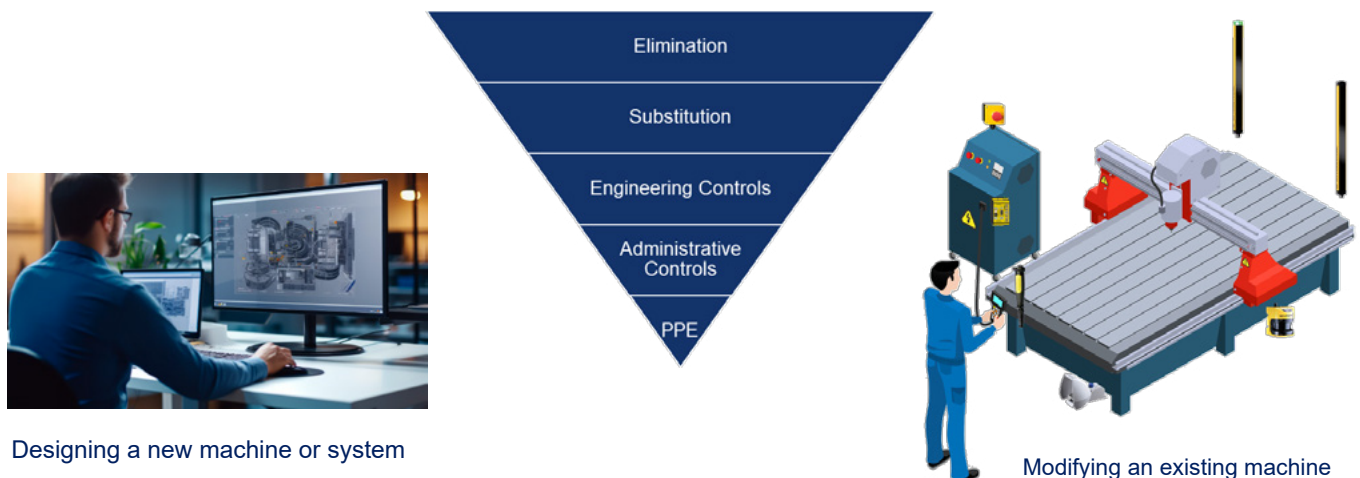 Elimination
Substitution
Engineering Controls
Administrative
Controls
PPE
Designing a new machine or system
Modifying an existing machine